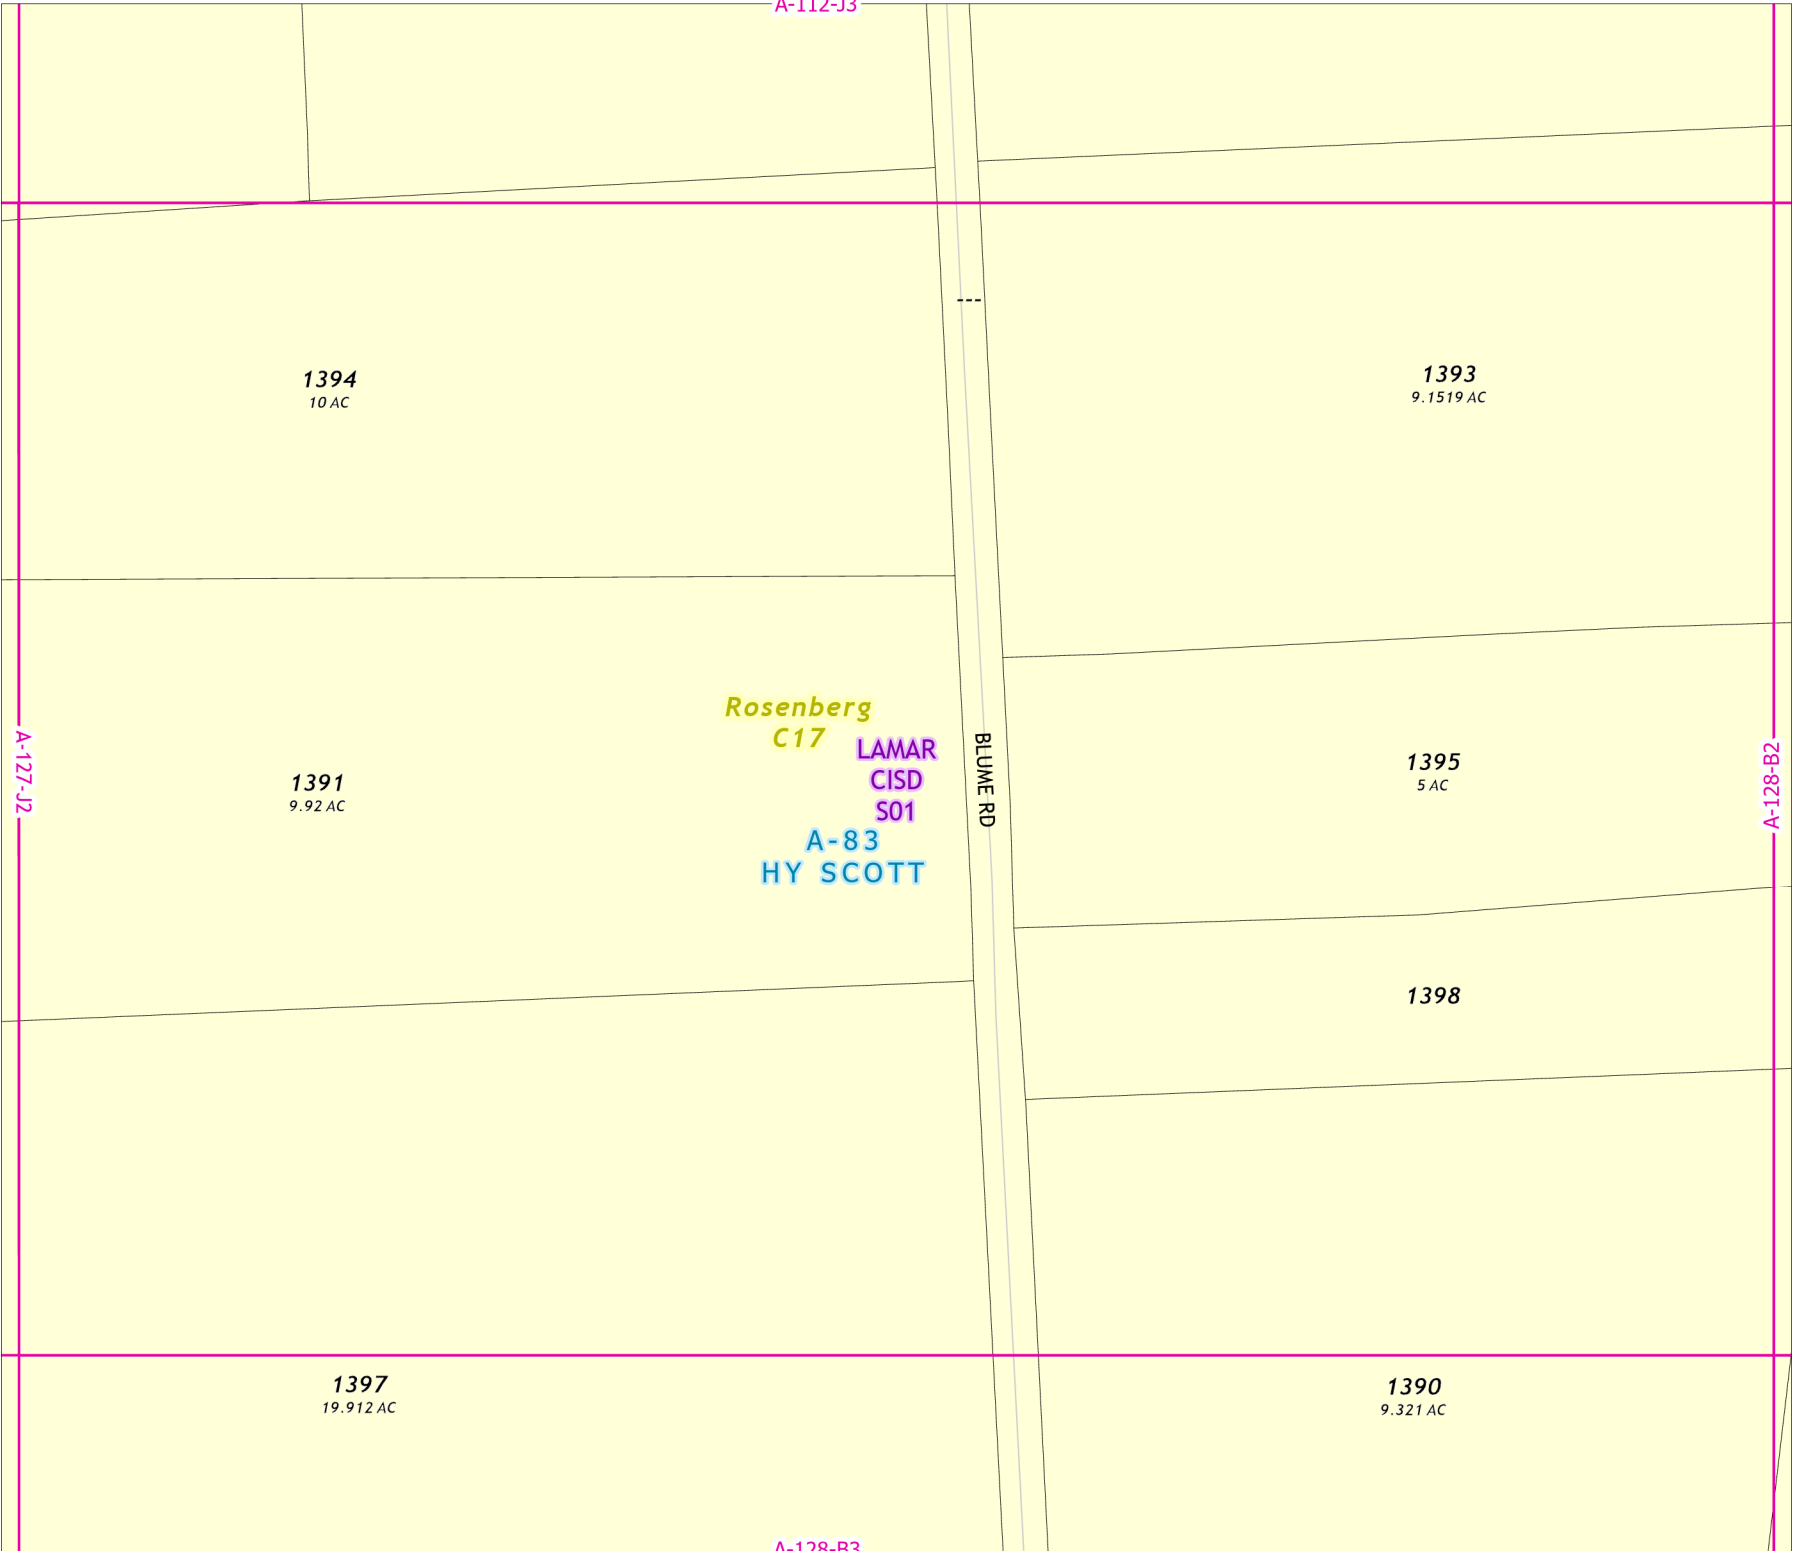 A-112-J3
---
1394
10 AC
1393
9.1519 AC
Rosenberg
C17
LAMAR
CISD
S01
A-83
HY SCOTT
BLUME RD
A-127-J2
1391
9.92 AC
1395
5 AC
A-128-B2
1398
1397
19.912 AC
1390
9.321 AC
A-128-B3